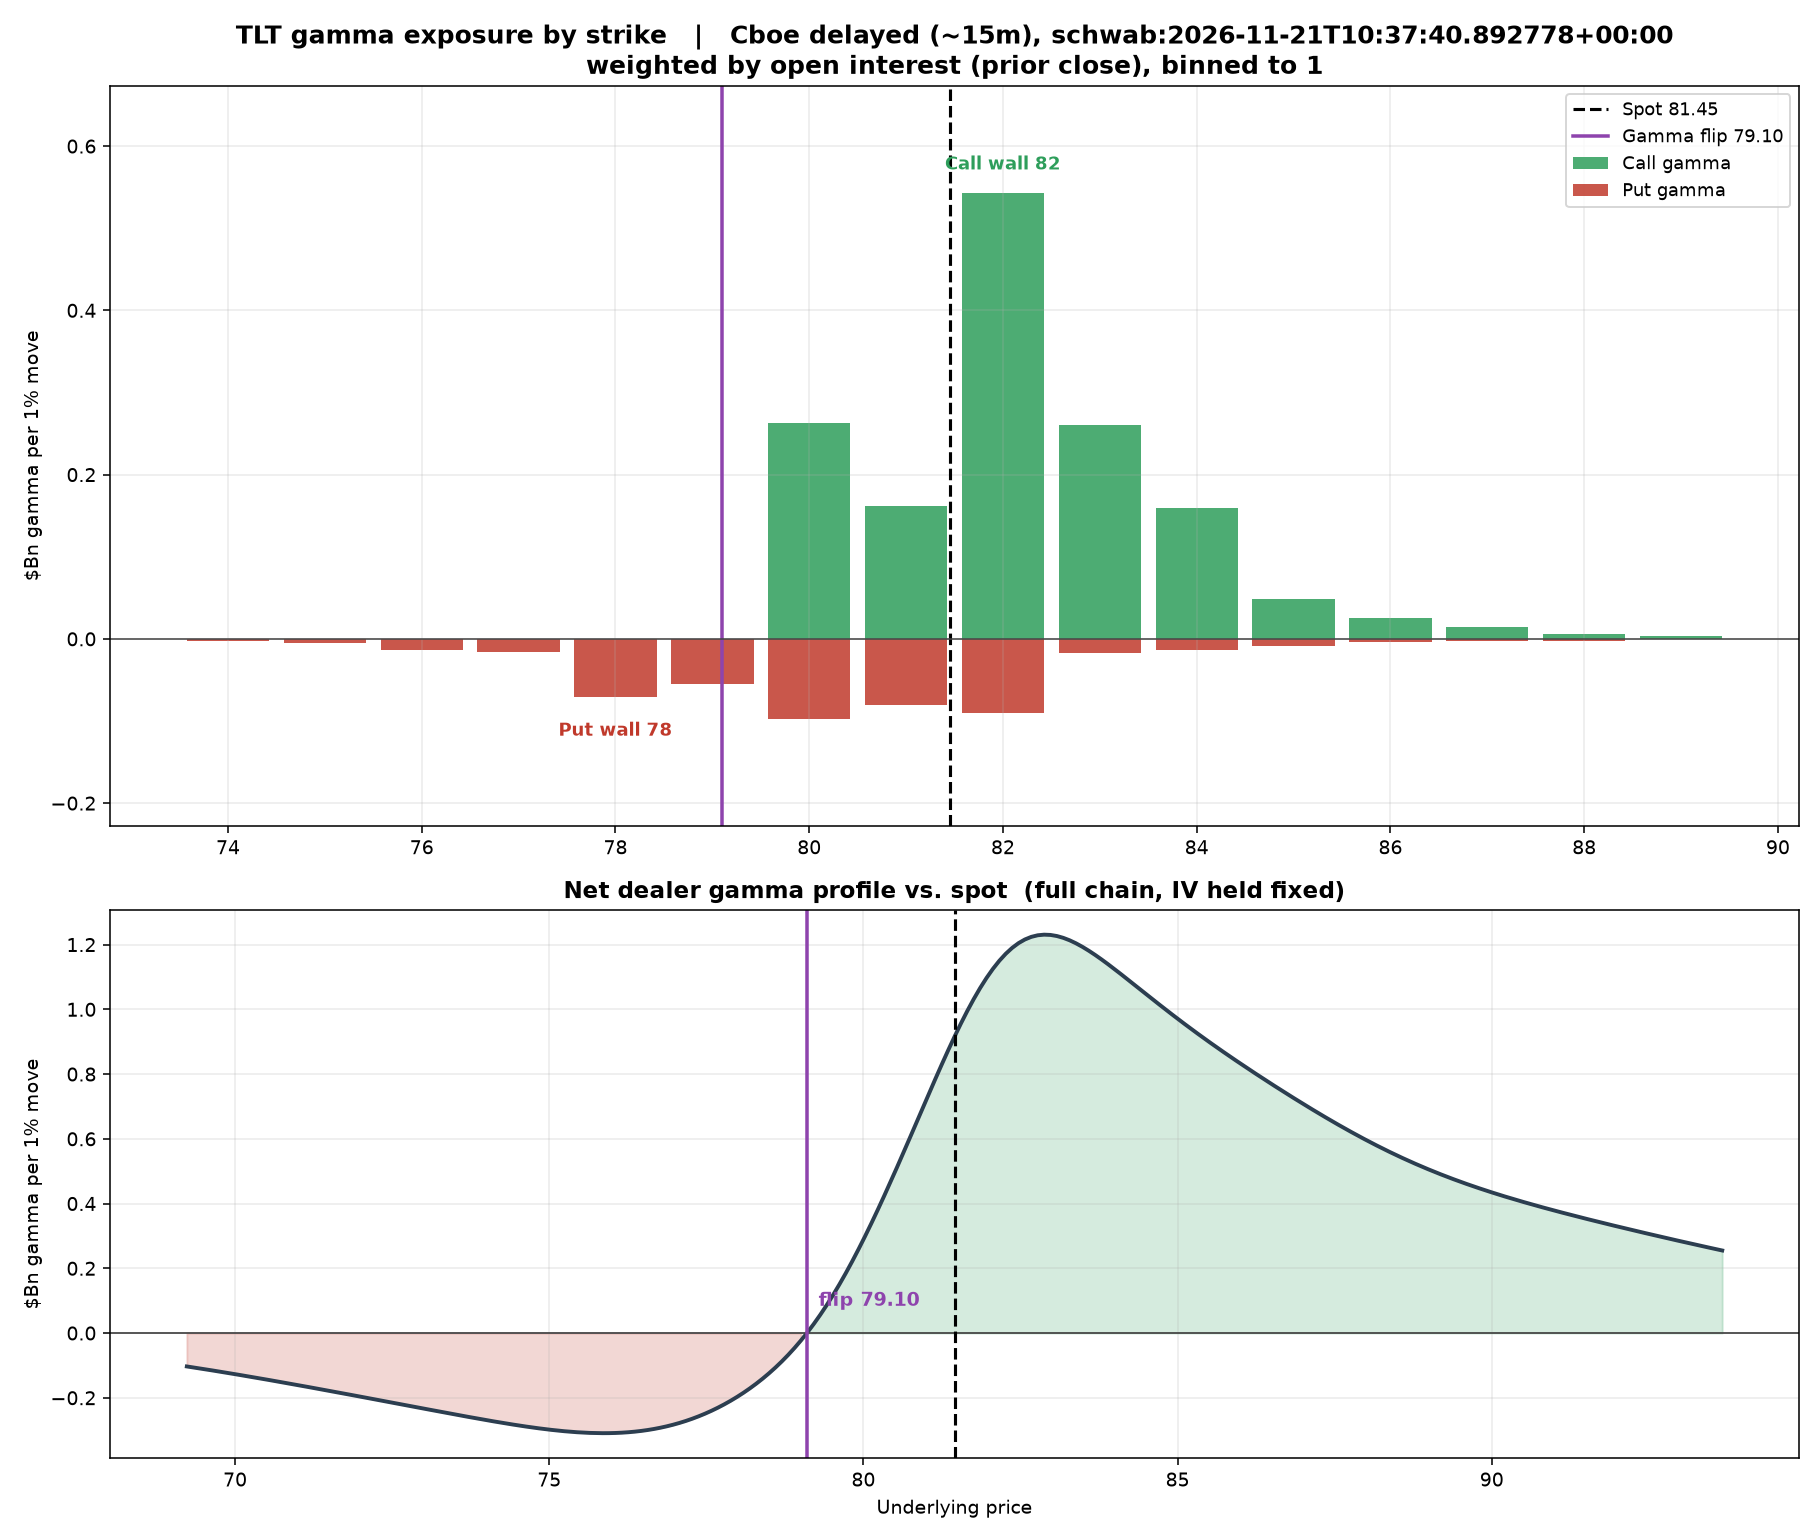 TLT gamma exposure by strike | Cboe delayed (~15m), schwab:2026-11-21T10:37:40.892778+00:00
weighted by open interest (prior close), binned to 1
Spot 81.45
Gamma flip 79.10
Call gamma
Put gamma
Call wall 82
Put wall 78
$Bn gamma per 1% move
0.6
0.4
0.2
0.0
−0.2
74 76 78 80 82 84 86 88 90
Net dealer gamma profile vs. spot (full chain, IV held fixed)
$Bn gamma per 1% move
1.2
1.0
0.8
0.6
0.4
0.2
0.0
−0.2
flip 79.10
70 75 80 85 90
Underlying price